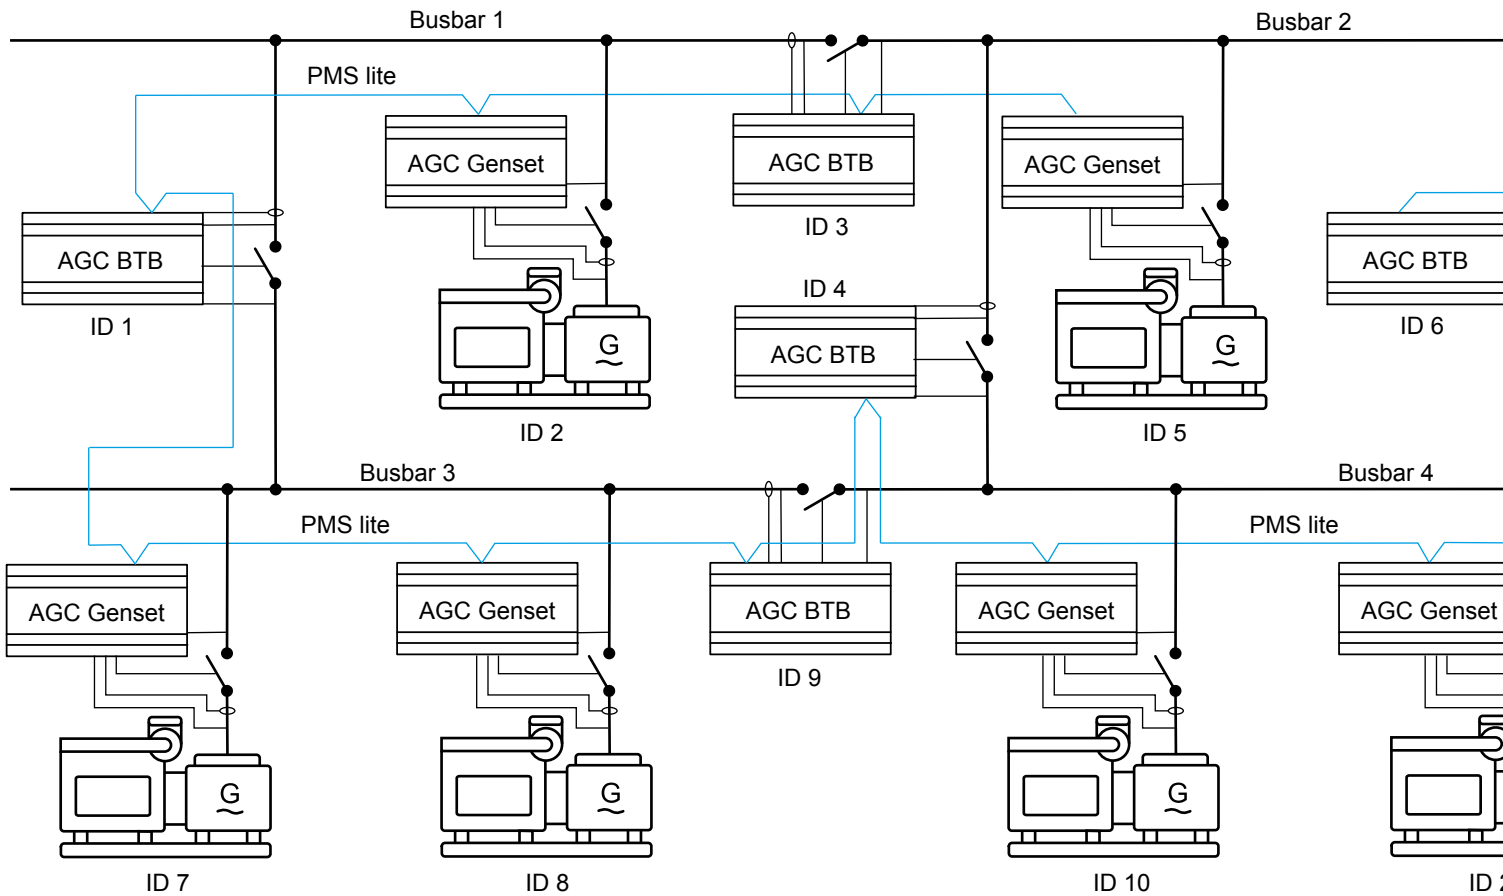 Busbar 1
Busbar 2
PMS lite
AGC Genset
AGC BTB
AGC Genset
ID 3
AGC BTB
AGC BTB
ID 4
ID 1
ID 6
G
G
AGC BTB
ID 2
ID 5
Busbar 3
Busbar 4
PMS lite
PMS lite
AGC Genset
AGC Genset
AGC BTB
AGC Genset
AGC Genset
ID 9
G
G
G
ID 7
ID 8
ID 10
ID